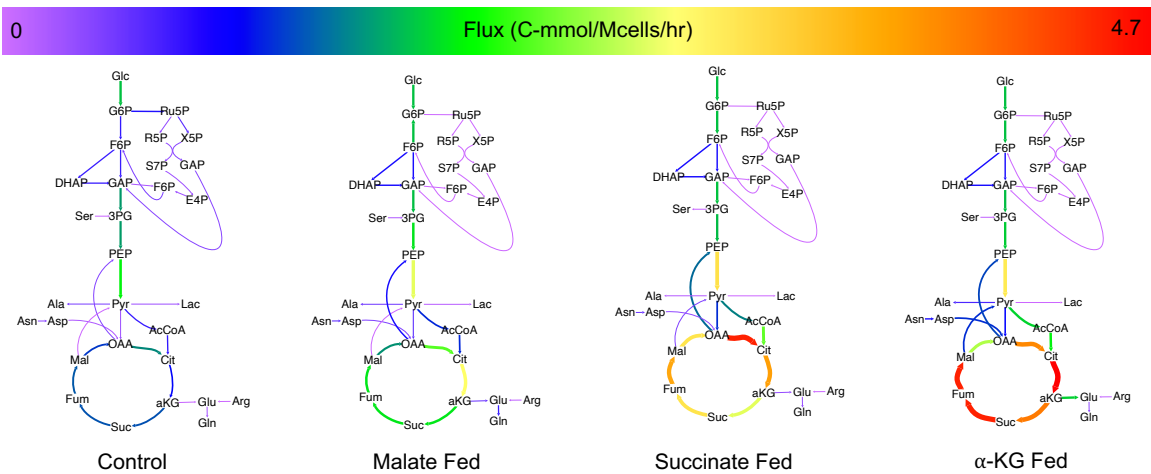 0 Flux (C-mmol/Mcells/hr) 4.7
Glc
G6P Ru5P
R5P X5P
F6P
S7P GAP
DHAP GAP F6P
E4P
Ser 3PG
PEP
Ala Pyr Lac
Asn Asp
AcCoA
OAA
Mal Cit
Fum
aKG Glu Arg
Suc Gln
Control
Glc
G6P Ru5P
R5P X5P
F6P
S7P GAP
DHAP GAP F6P
E4P
Ser 3PG
PEP
Ala Pyr Lac
Asn Asp
AcCoA
OAA
Mal Cit
Fum
aKG Glu Arg
Suc Gln
Malate Fed
Glc
G6P Ru5P
R5P X5P
F6P
S7P GAP
DHAP GAP F6P
E4P
Ser 3PG
PEP
Ala Pyr Lac
Asn Asp
AcCoA
OAA
Mal Cit
Fum
aKG Glu Arg
Suc Gln
Succinate Fed
Glc
G6P Ru5P
R5P X5P
F6P
S7P GAP
DHAP GAP F6P
E4P
Ser 3PG
PEP
Ala Pyr Lac
Asn Asp
AcCoA
OAA
Mal Cit
Fum
aKG Glu Arg
Suc Gln
α-KG Fed